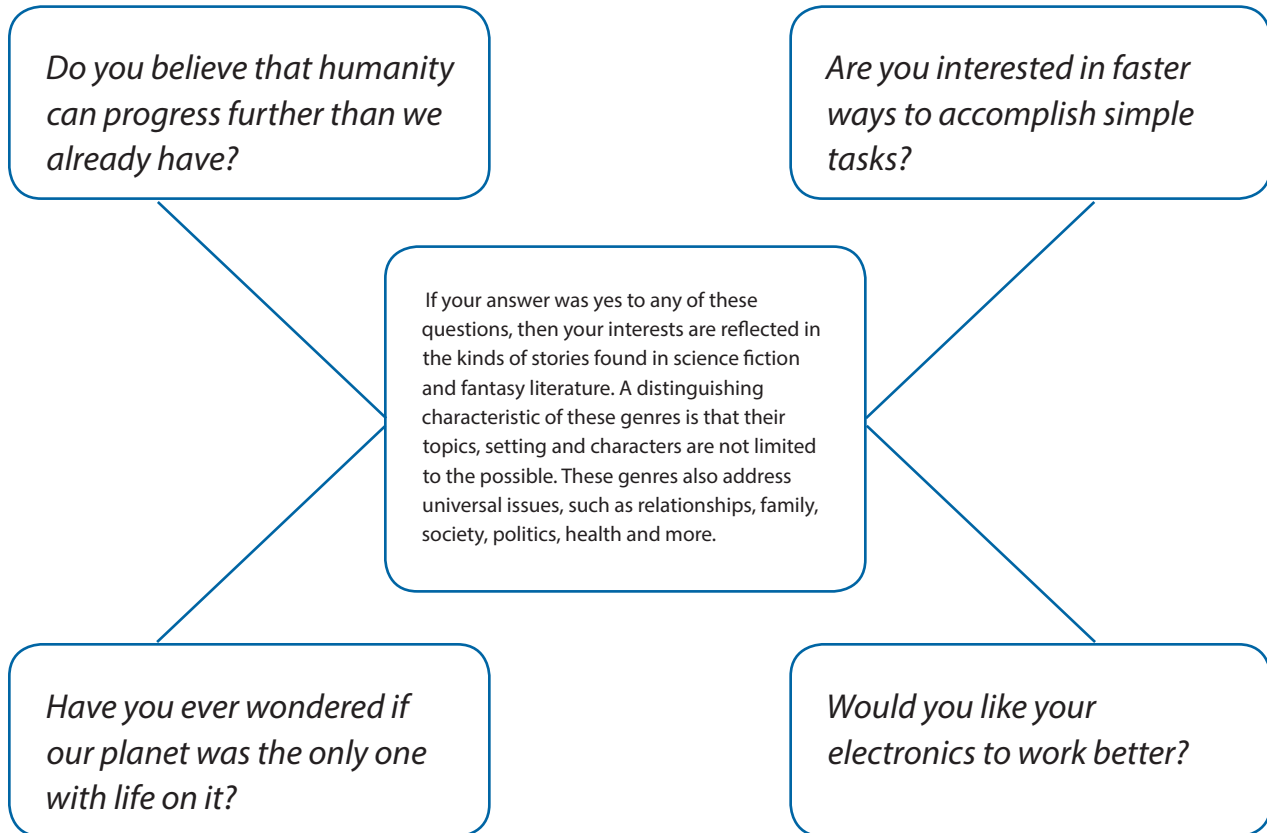 Do you believe that humanity
can progress further than we
already have?
Are you interested in faster
ways to accomplish simple
tasks?
If your answer was yes to any of these
questions, then your interests are reflected in
the kinds of stories found in science fiction
and fantasy literature. A distinguishing
characteristic of these genres is that their
topics, setting and characters are not limited
to the possible. These genres also address
universal issues, such as relationships, family,
society, politics, health and more.
Have you ever wondered if
our planet was the only one
with life on it?
Would you like your
electronics to work better?